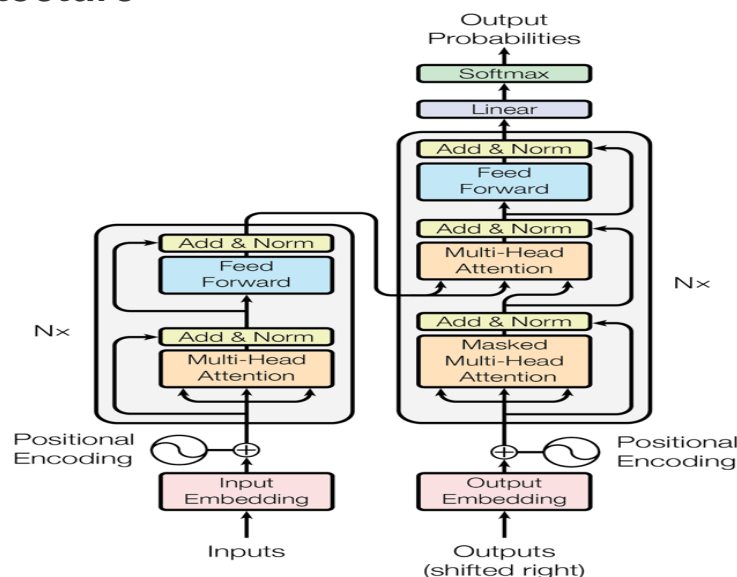 Output
Probabilities
Softmax
Linear
Add & Norm
Feed
Forward
Add & Norm
Multi-Head
Attention
Add & Norm
Masked
Multi-Head
Attention
Nx
Add & Norm
Feed
Forward
Add & Norm
Multi-Head
Attention
Nx
Positional
Encoding
Positional
Encoding
Input
Embedding
Output
Embedding
Inputs
Outputs
(shifted right)